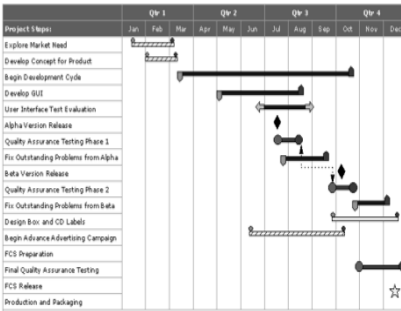 Qtr 1 Qtr 2 Qtr 3 Qtr 4
Project Steps: Jan Feb Mar Apr May Jun Jul Aug Sep Oct Nov Dec
Explore Market Need
Develop Concept for Product
Begin Development Cycle
Develop GUI
User Interface Test Evaluation
Alpha Version Release
Quality Assurance Testing Phase 1
Fix Outstanding Problems from Alpha
Beta Version Release
Quality Assurance Testing Phase 2
Fix Outstanding Problems from Beta
Design Box and CD Labels
Begin Advance Advertising Campaign
FCS Preparation
Final Quality Assurance Testing
FCS Release
Production and Packaging